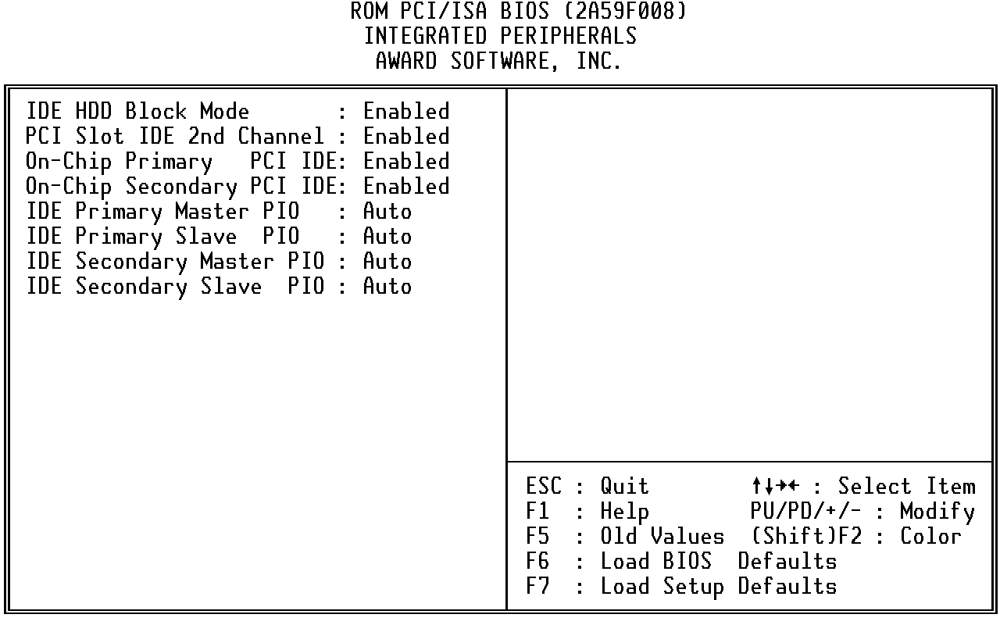 ROM PCI/ISA BIOS (2A59F008)
INTEGRATED PERIPHERALS
AWARD SOFTWARE, INC.
IDE HDD Block Mode       : Enabled
PCI Slot IDE 2nd Channel : Enabled
On-Chip Primary   PCI IDE: Enabled
On-Chip Secondary PCI IDE: Enabled
IDE Primary Master PIO   : Auto
IDE Primary Slave  PIO   : Auto
IDE Secondary Master PIO : Auto
IDE Secondary Slave  PIO : Auto
ESC : Quit        ↑↓→← : Select Item
F1  : Help        PU/PD/+/- : Modify
F5  : Old Values  (Shift)F2 : Color
F6  : Load BIOS  Defaults
F7  : Load Setup Defaults